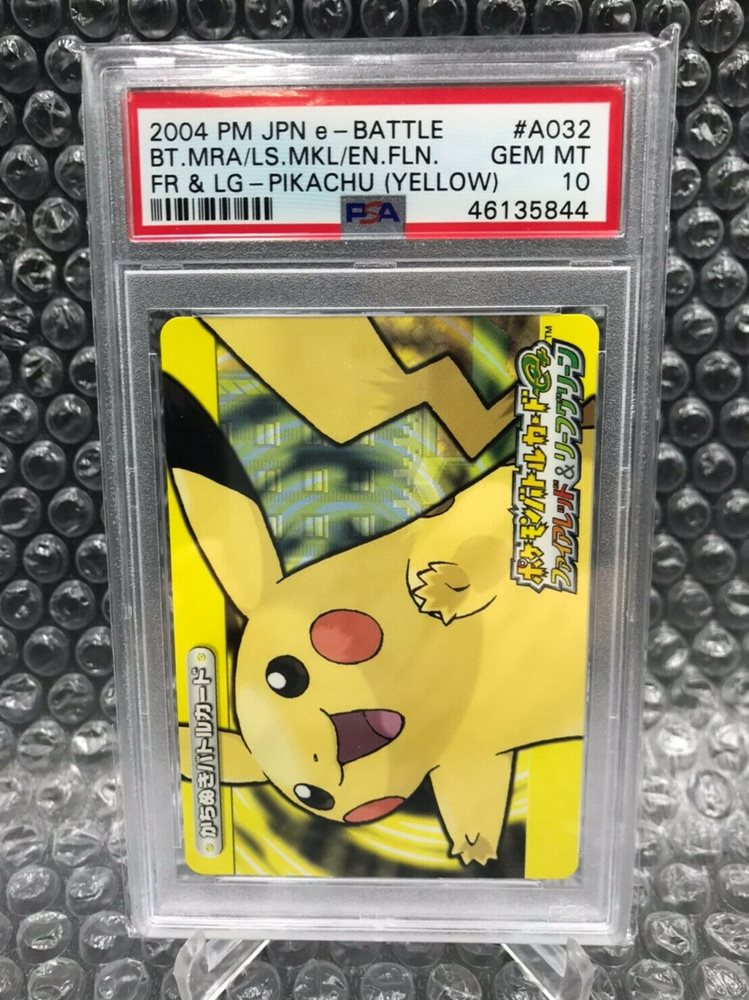 2004 PM JPN e-BATTLE #A032
BT.MRA/LS.MKL/EN.FLN. GEM MT
FR & LG-PIKACHU (YELLOW) 10
PSA 46135844
ポケモンバトルカードe+™
ファイアレッド&リーフグリーン
からぬきバトルカード